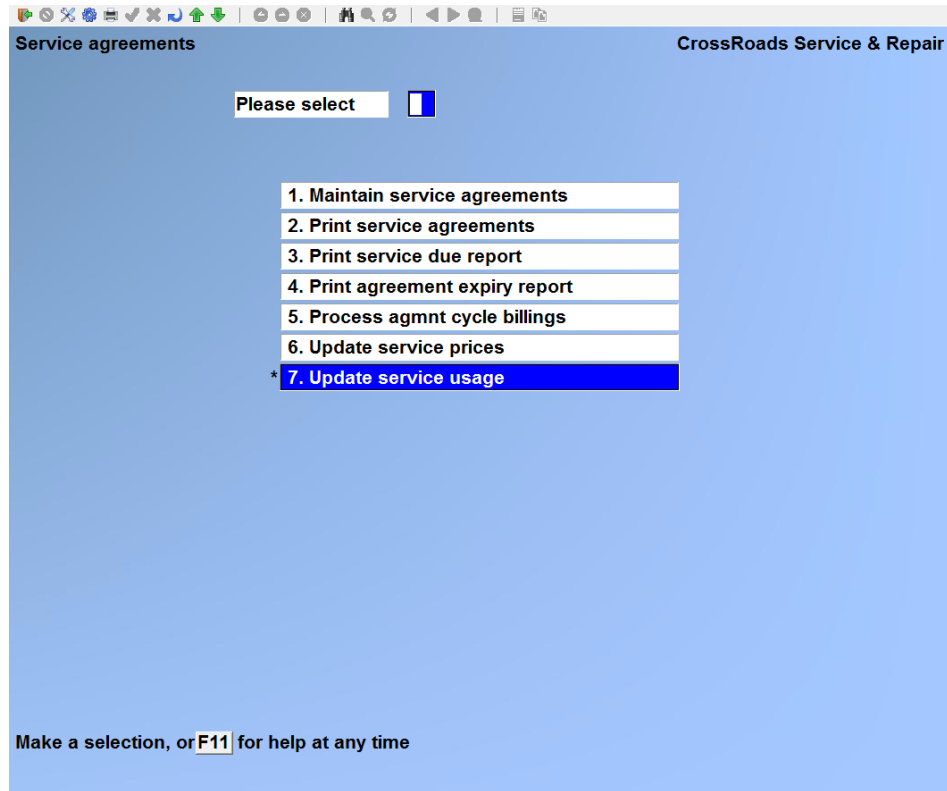 Service agreements CrossRoads Service & Repair
Please select
1. Maintain service agreements
2. Print service agreements
3. Print service due report
4. Print agreement expiry report
5. Process agmnt cycle billings
6. Update service prices
* 7. Update service usage
Make a selection, or F11 for help at any time